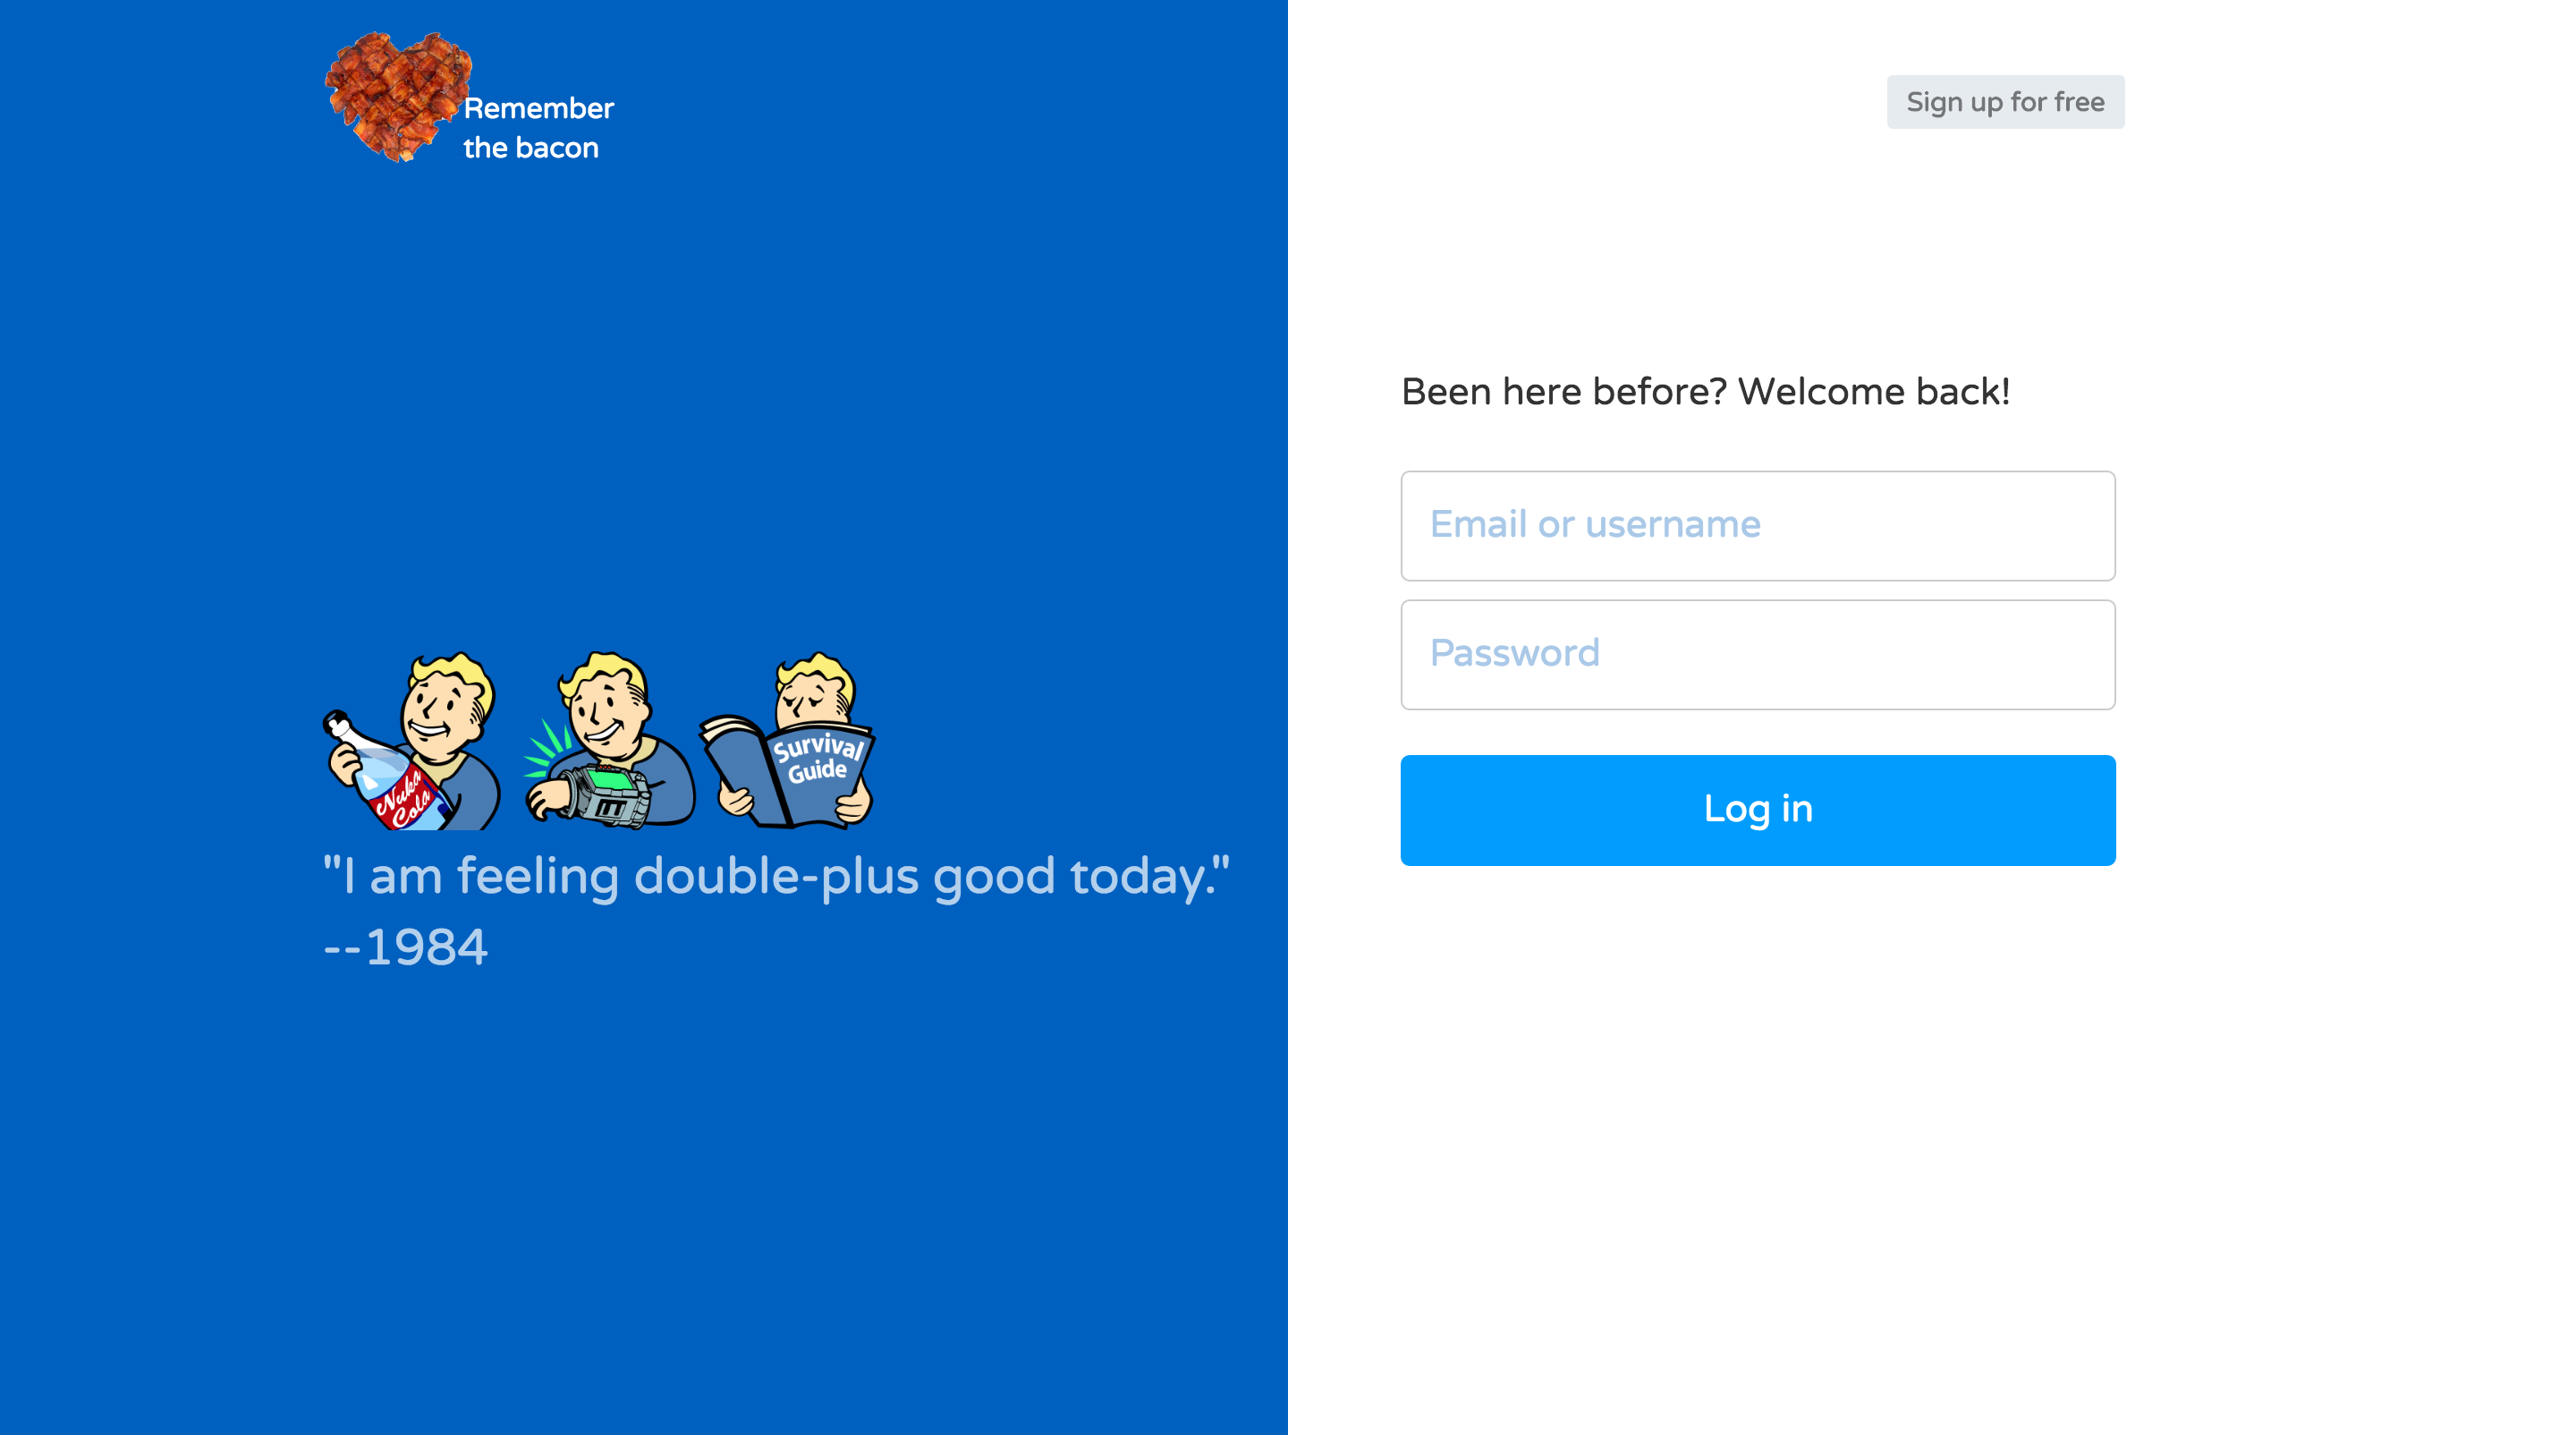 Remember
the bacon
Sign up for free
Been here before? Welcome back!
Email or username
Password
Log in
Nuka
Cola
Survival
Guide
"I am feeling double-plus good today."
--1984